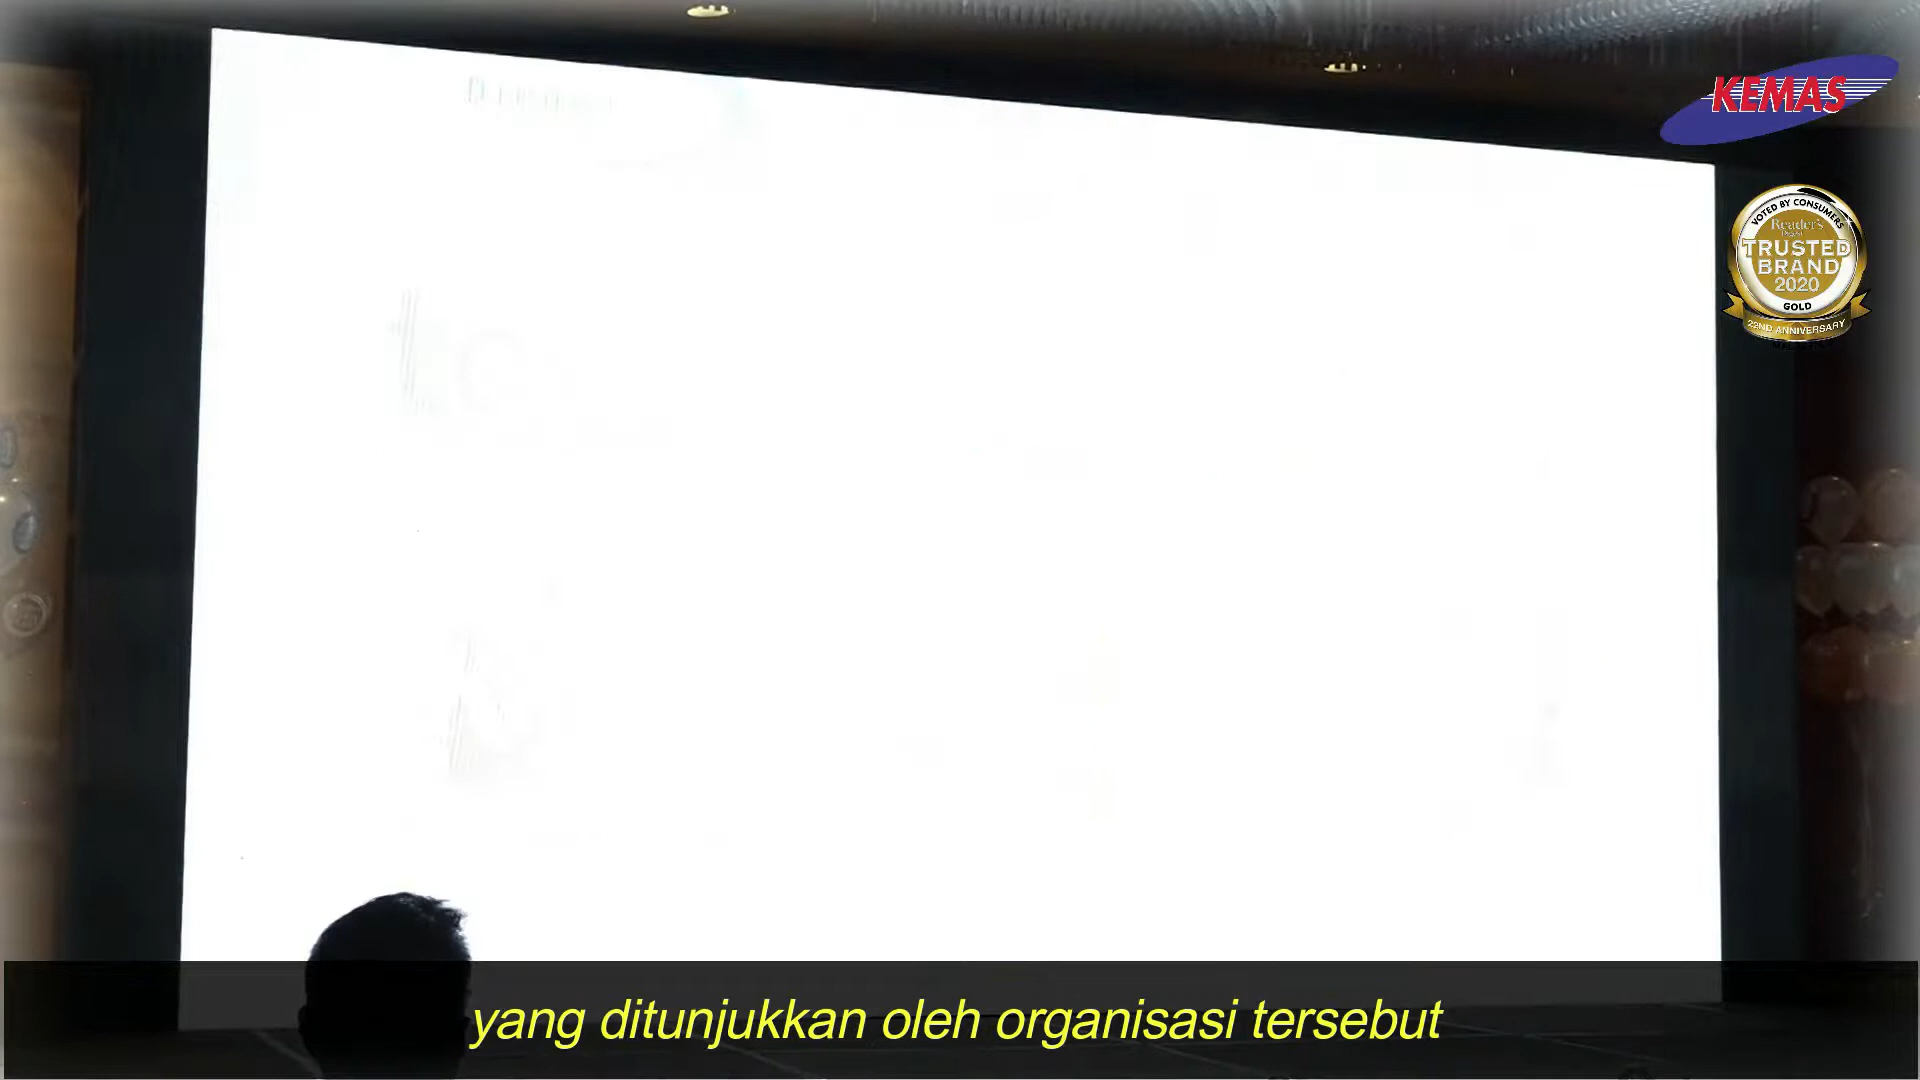 KEMAS
VOTED BY CONSUMERS
Reader's
Digest
TRUSTED
BRAND
2020
GOLD
22ND ANNIVERSARY
yang ditunjukkan oleh organisasi tersebut